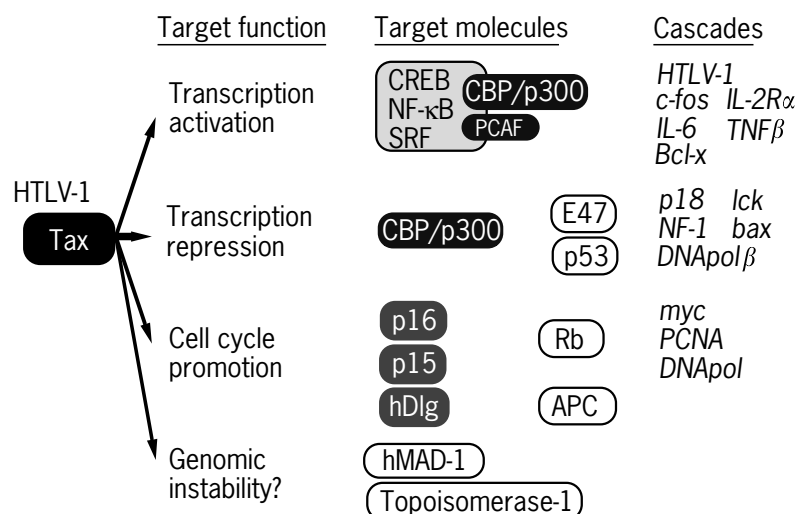 Target function Target molecules Cascades
Transcription
activation
CREB
NF-κB
SRF
CBP/p300
PCAF
HTLV-1
c-fos IL-2Rα
IL-6 TNFβ
Bcl-x
HTLV-1
Tax
Transcription
repression
CBP/p300
E47
p53
p18 lck
NF-1 bax
DNApolβ
Cell cycle
promotion
p16
p15
hDlg
Rb
APC
myc
PCNA
DNApol
Genomic
instability?
hMAD-1
Topoisomerase-1